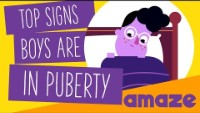 TOP SIGNS
BOYS ARE
IN PUBERTY
amaze